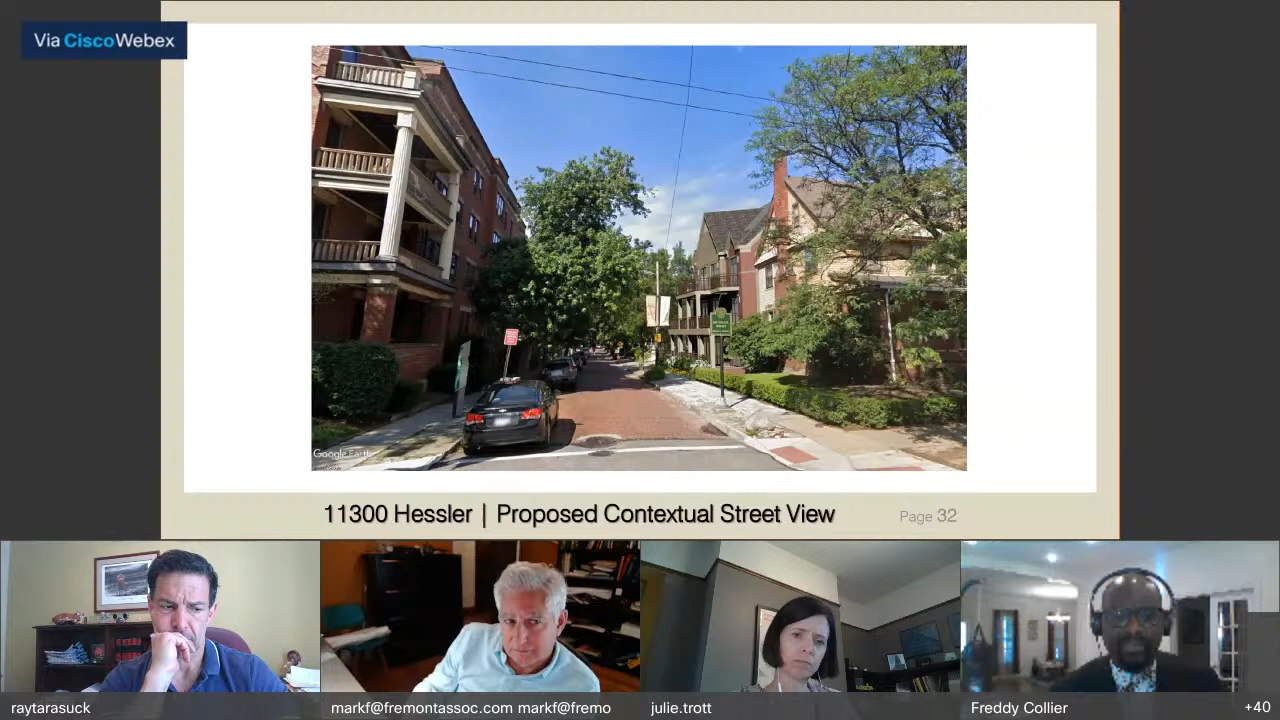 Via CiscoWebex
Google Earth
11300 Hessler | Proposed Contextual Street View
Page 32
raytarasuck
markf@fremontassoc.com markf@fremo
julie.trott
Freddy Collier
+40